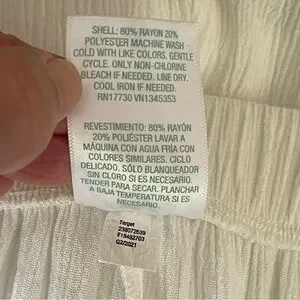 SHELL: 80% RAYON 20%
POLYESTER MACHINE WASH
COLD WITH LIKE COLORS. GENTLE
CYCLE. ONLY NON-CHLORINE
BLEACH IF NEEDED. LINE DRY.
COOL IRON IF NEEDED.
RN17730 VN1345353
REVESTIMIENTO: 80% RAYÓN
20% POLIÉSTER LAVAR A
MÁQUINA CON AGUA FRÍA CON
COLORES SIMILARES. CICLO
DELICADO. SÓLO BLANQUEADOR
SIN CLORO SI ES NECESARIO.
TENDER PARA SECAR. PLANCHAR
A BAJA TEMPERATURA SI ES
NECESARIO.
Target
02/2021